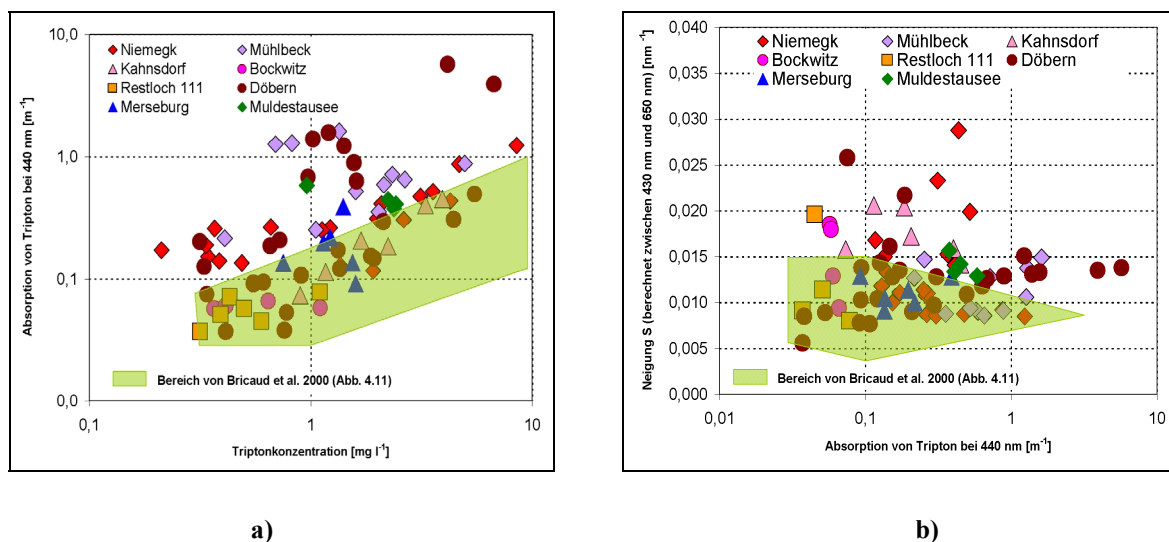 10,0
1,0
0,1
0,0
Absorption von Tripton bei 440 nm [m⁻¹]
Niemegk
Mühlbeck
Kahnsdorf
Bockwitz
Restloch 111
Döbern
Merseburg
Muldestausee
Bereich von Bricaud et al. 2000 (Abb. 4.11)
0,1
1
10
Triptonkonzentration [mg l⁻¹]
a)
0,040
0,035
0,030
0,025
0,020
0,015
0,010
0,005
0,000
Neigung S (berechnet zwischen 430 nm und 650 nm) [nm⁻¹]
Niemegk
Mühlbeck
Kahnsdorf
Bockwitz
Restloch 111
Döbern
Merseburg
Muldestausee
Bereich von Bricaud et al. 2000 (Abb. 4.11)
0,01
0,1
1
10
Absorption von Tripton bei 440 nm [m⁻¹]
b)